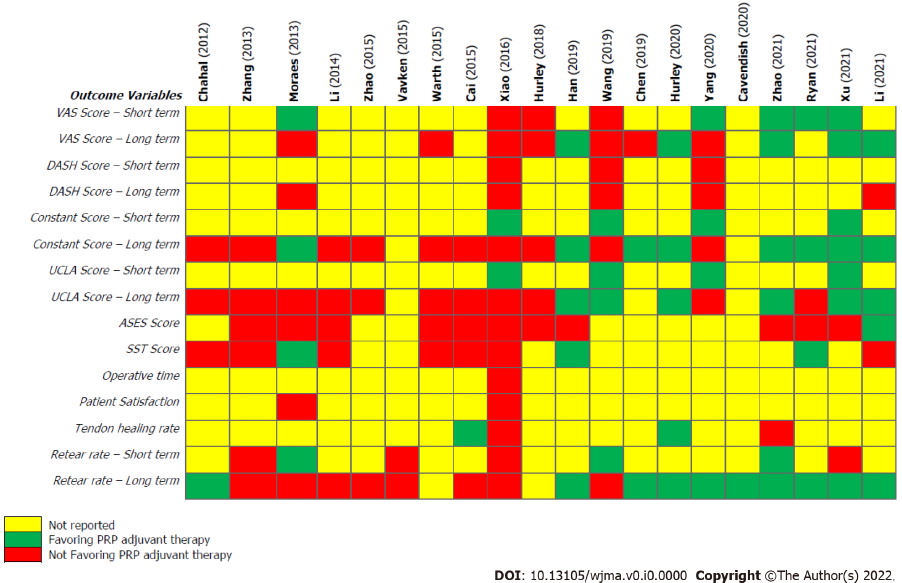 Outcome Variables
Chahal (2012)
Zhang (2013)
Moraes (2013)
Li (2014)
Zhao (2015)
Vavken (2015)
Warth (2015)
Cai (2015)
Xiao (2016)
Hurley (2018)
Han (2019)
Wang (2019)
Chen (2019)
Hurley (2020)
Yang (2020)
Cavendish (2020)
Zhao (2021)
Ryan (2021)
Xu (2021)
Li (2021)
VAS Score – Short term
VAS Score – Long term
DASH Score – Short term
DASH Score – Long term
Constant Score – Short term
Constant Score – Long term
UCLA Score – Short term
UCLA Score – Long term
ASES Score
SST Score
Operative time
Patient Satisfaction
Tendon healing rate
Retear rate – Short term
Retear rate – Long term
Not reported
Favoring PRP adjuvant therapy
Not Favoring PRP adjuvant therapy
DOI: 10.13105/wjma.v0.i0.0000 Copyright ©The Author(s) 2022.